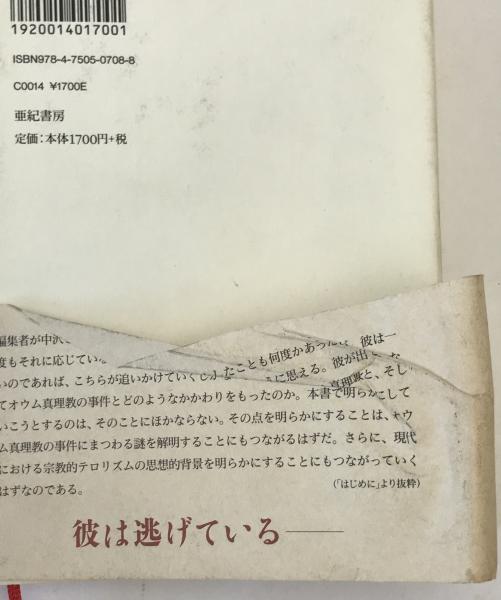 1920014017001
ISBN978-4-7505-0708-8
C0014 ¥1700E
亜紀書房
定価:本体1700円+税
編集者が中沢
度もそれに応じてい
たことも何度かあった 彼は一
いのであれば、こちらが追いかけていく に思える。彼が出
真理教と、そし
てオウム真理教の事件とどのようなかかわりをもったのか。本書で明らかにして
いこうとするのは、そのことにほかならない。その点を明らかにすることは、オウ
ム真理教の事件にまつわる謎を解明することにもつながるはずだ。さらに、現代
における宗教的テロリズムの思想的背景を明らかにすることにもつながっていく
はずなのである。
(「はじめに」より抜粋)
彼は逃げている――